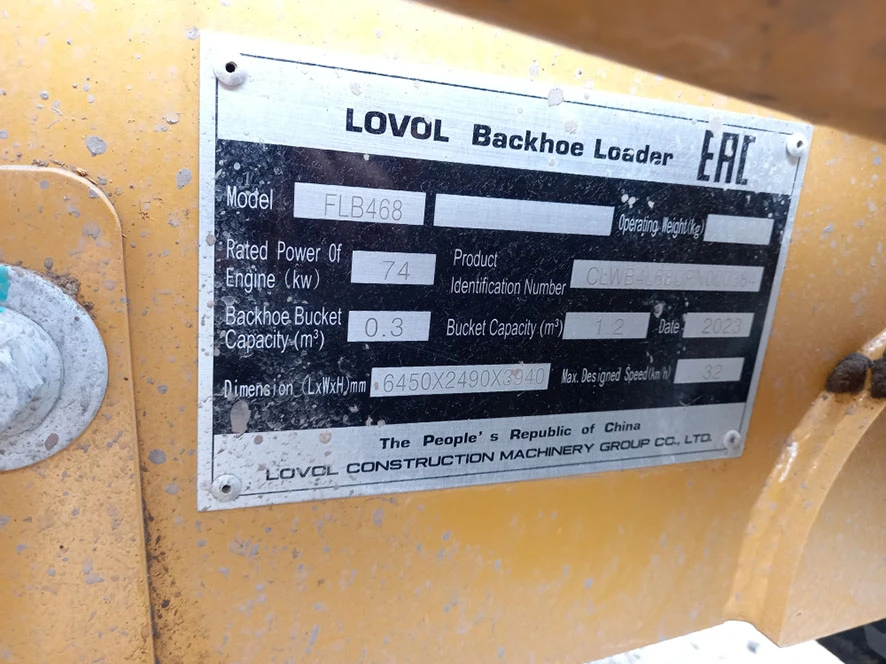 LOVOL Backhoe Loader EAC
Model FLB468 Operating Weight(kg)
Rated Power Of Engine (kw) 74 Product Identification Number
Backhoe Bucket Capacity(m³) 0.3 Bucket Capacity (m³) 1.2 Date 2023
Dimension (LxWxH)mm 6450X2490X3940 Max. Designed Speed(km/h) 32
The People's Republic of China
LOVOL CONSTRUCTION MACHINERY GROUP CO., LTD.